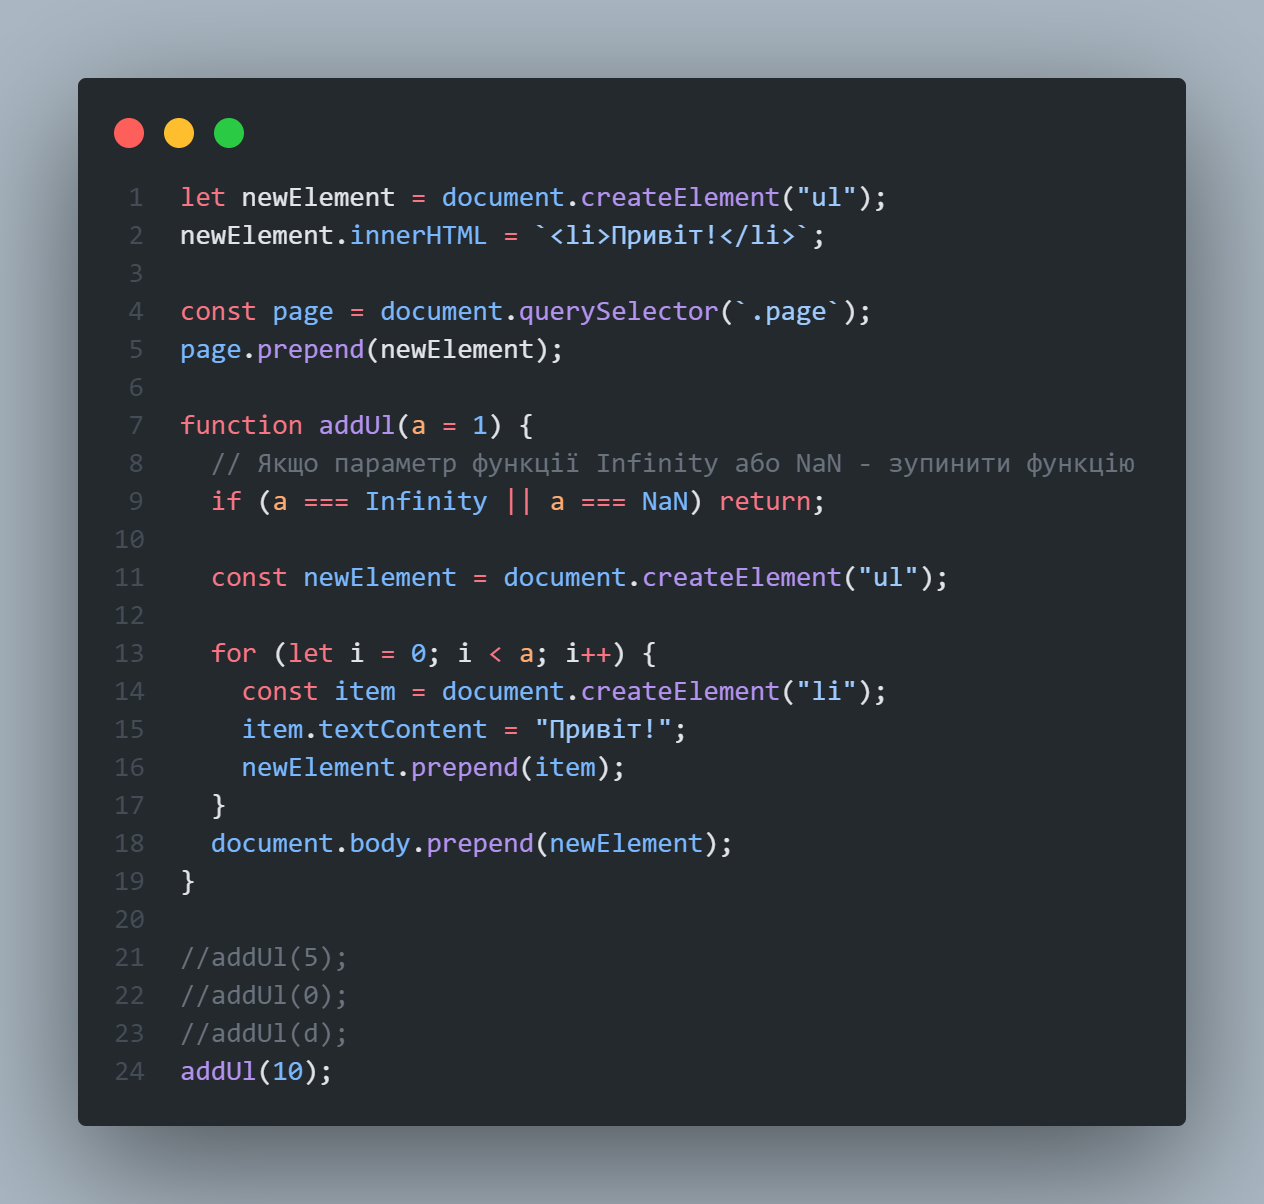 1 let newElement = document.createElement("ul");
2 newElement.innerHTML = `<li>Привіт!</li>`;
3
4 const page = document.querySelector(`.page`);
5 page.prepend(newElement);
6
7 function addUl(a = 1) {
8   // Якщо параметр функції Infinity або NaN - зупинити функцію
9   if (a === Infinity || a === NaN) return;
10
11   const newElement = document.createElement("ul");
12
13   for (let i = 0; i < a; i++) {
14     const item = document.createElement("li");
15     item.textContent = "Привіт!";
16     newElement.prepend(item);
17   }
18   document.body.prepend(newElement);
19 }
20
21 //addUl(5);
22 //addUl(0);
23 //addUl(d);
24 addUl(10);